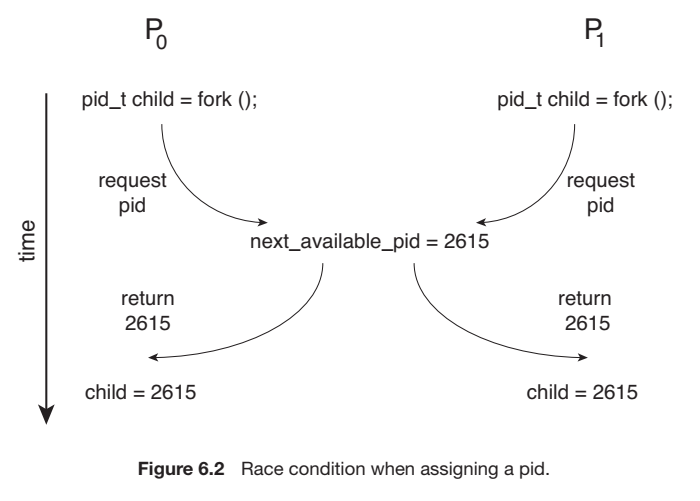 P0 P1
pid_t child = fork (); pid_t child = fork ();
request request
pid pid
next_available_pid = 2615
time
return return
2615 2615
child = 2615 child = 2615
Figure 6.2 Race condition when assigning a pid.